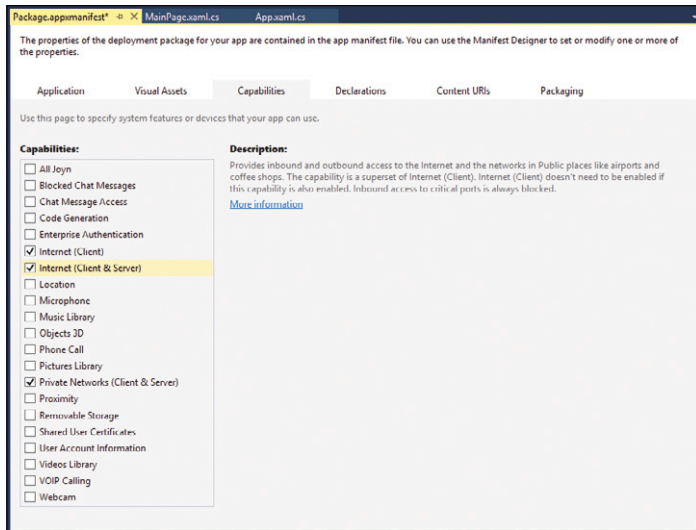 Package.appxmanifest* MainPage.xaml.cs App.xaml.cs
The properties of the deployment package for your app are contained in the app manifest file. You can use the Manifest Designer to set or modify one or more of
the properties.
Application Visual Assets Capabilities Declarations Content URIs Packaging
Use this page to specify system features or devices that your app can use.
Capabilities:
All Joyn
Blocked Chat Messages
Chat Message Access
Code Generation
Enterprise Authentication
Internet (Client)
Internet (Client & Server)
Location
Microphone
Music Library
Objects 3D
Phone Call
Pictures Library
Private Networks (Client & Server)
Proximity
Removable Storage
Shared User Certificates
User Account Information
Videos Library
VOIP Calling
Webcam
Description:
Provides inbound and outbound access to the Internet and the networks in Public places like airports and
coffee shops. The capability is a superset of Internet (Client). Internet (Client) doesn't need to be enabled if
this capability is also enabled. Inbound access to critical ports is always blocked.
More information